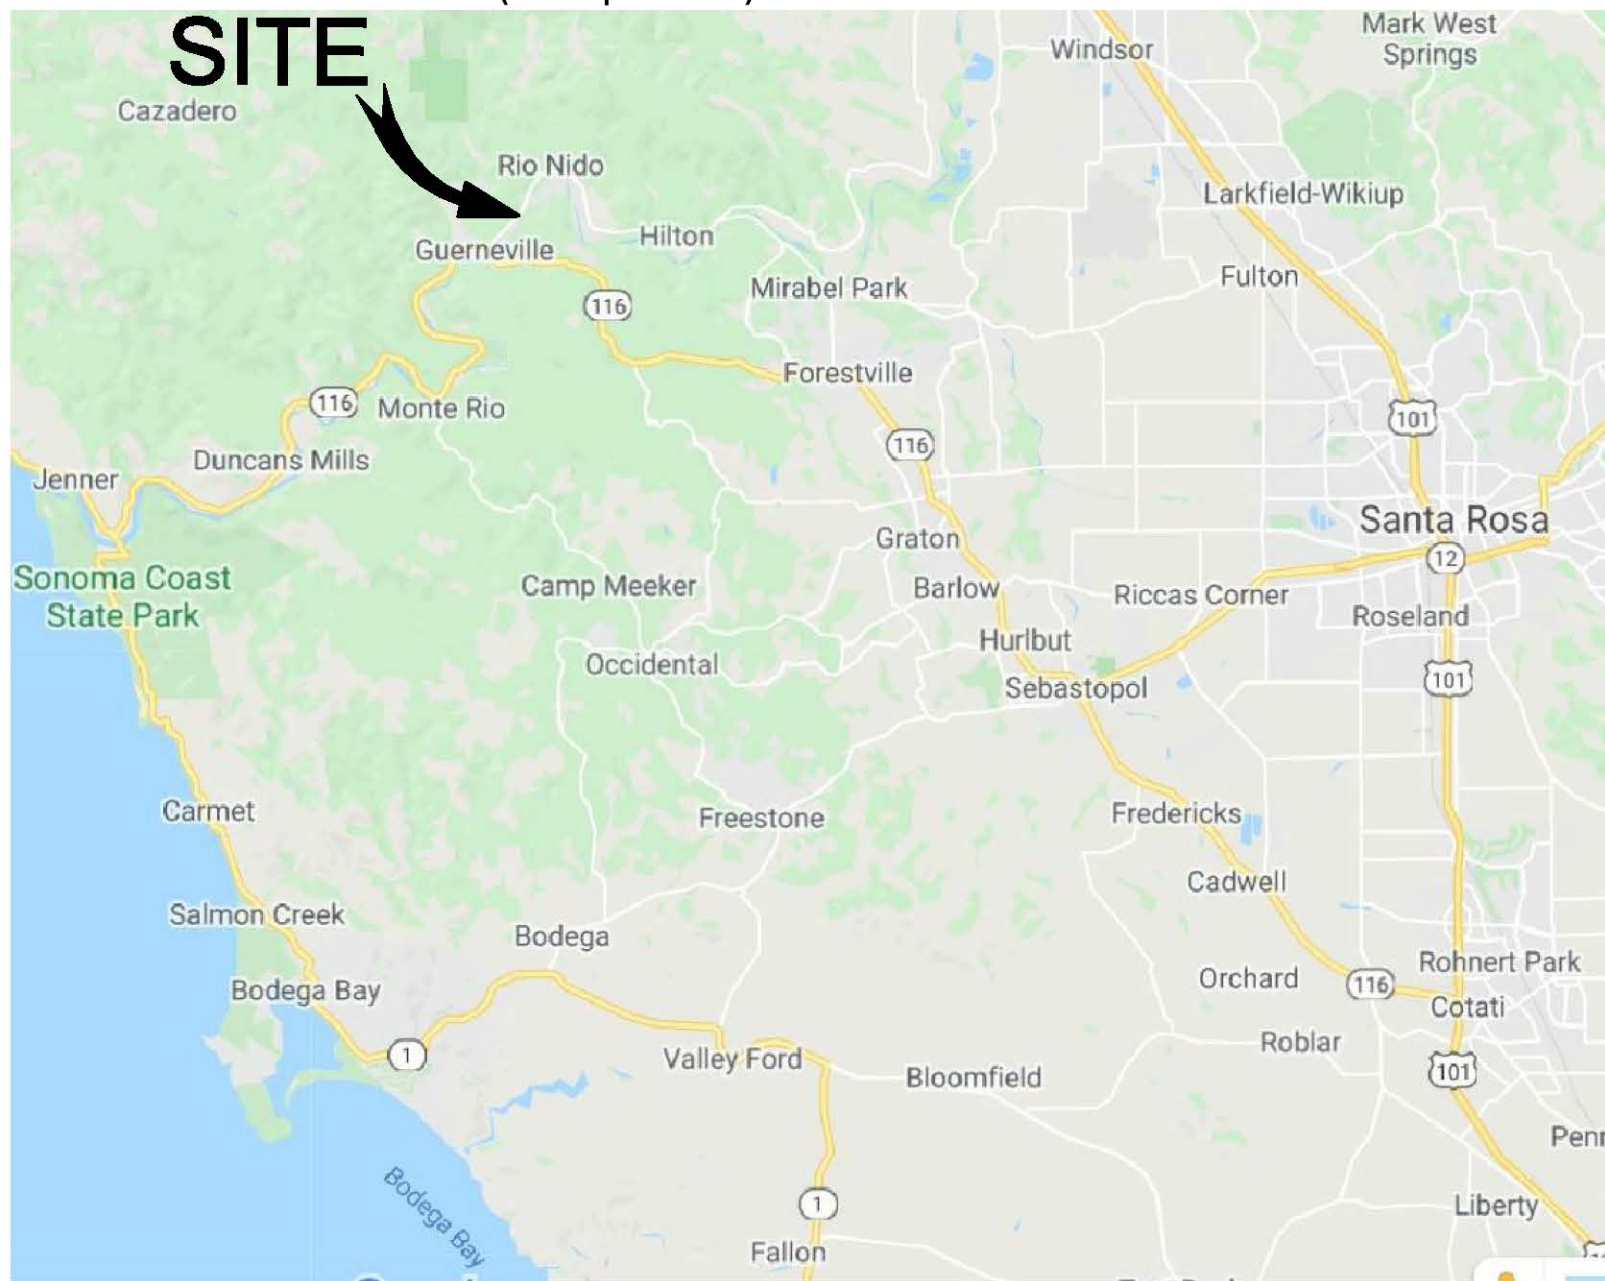 SITE
Mark West
Springs
Windsor
Cazadero
Rio Nido
Larkfield-Wikiup
Hilton
Guerneville
Fulton
Mirabel Park
116
Forestville
116
Monte Rio
101
116
Duncans Mills
Jenner
Santa Rosa
Graton
12
Sonoma Coast
State Park
Camp Meeker
Barlow
Riccas Corner
Roseland
Hurlbut
Occidental
101
Sebastopol
Carmet
Freestone
Fredericks
Cadwell
Salmon Creek
Bodega
Rohnert Park
Orchard
116
Bodega Bay
Cotati
Roblar
1
Valley Ford
Bloomfield
101
Penn
Bodega Bay
1
Liberty
Fallon